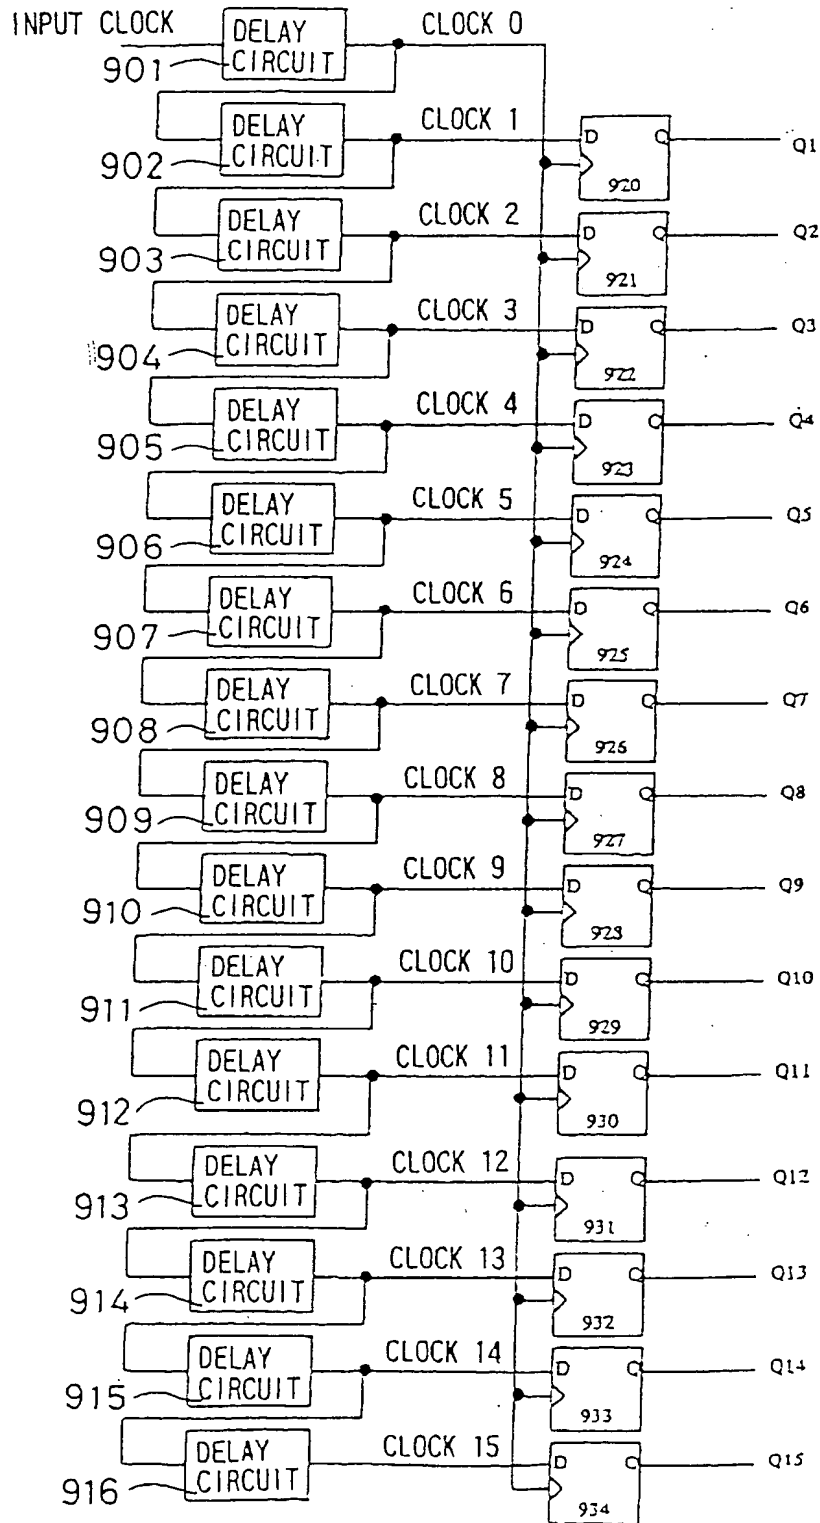 INPUT CLOCK
DELAY CIRCUIT
CLOCK 0
901
DELAY CIRCUIT
CLOCK 1
D Q
Q1
902
920
DELAY CIRCUIT
CLOCK 2
D Q
Q2
903
921
DELAY CIRCUIT
CLOCK 3
D Q
Q3
904
922
DELAY CIRCUIT
CLOCK 4
D Q
Q4
905
923
DELAY CIRCUIT
CLOCK 5
D Q
Q5
906
924
DELAY CIRCUIT
CLOCK 6
D Q
Q6
907
925
DELAY CIRCUIT
CLOCK 7
D Q
Q7
908
926
DELAY CIRCUIT
CLOCK 8
D Q
Q8
909
927
DELAY CIRCUIT
CLOCK 9
D Q
Q9
910
928
DELAY CIRCUIT
CLOCK 10
D Q
Q10
911
929
DELAY CIRCUIT
CLOCK 11
D Q
Q11
912
930
DELAY CIRCUIT
CLOCK 12
D Q
Q12
913
931
DELAY CIRCUIT
CLOCK 13
D Q
Q13
914
932
DELAY CIRCUIT
CLOCK 14
D Q
Q14
915
933
DELAY CIRCUIT
CLOCK 15
D Q
Q15
916
934